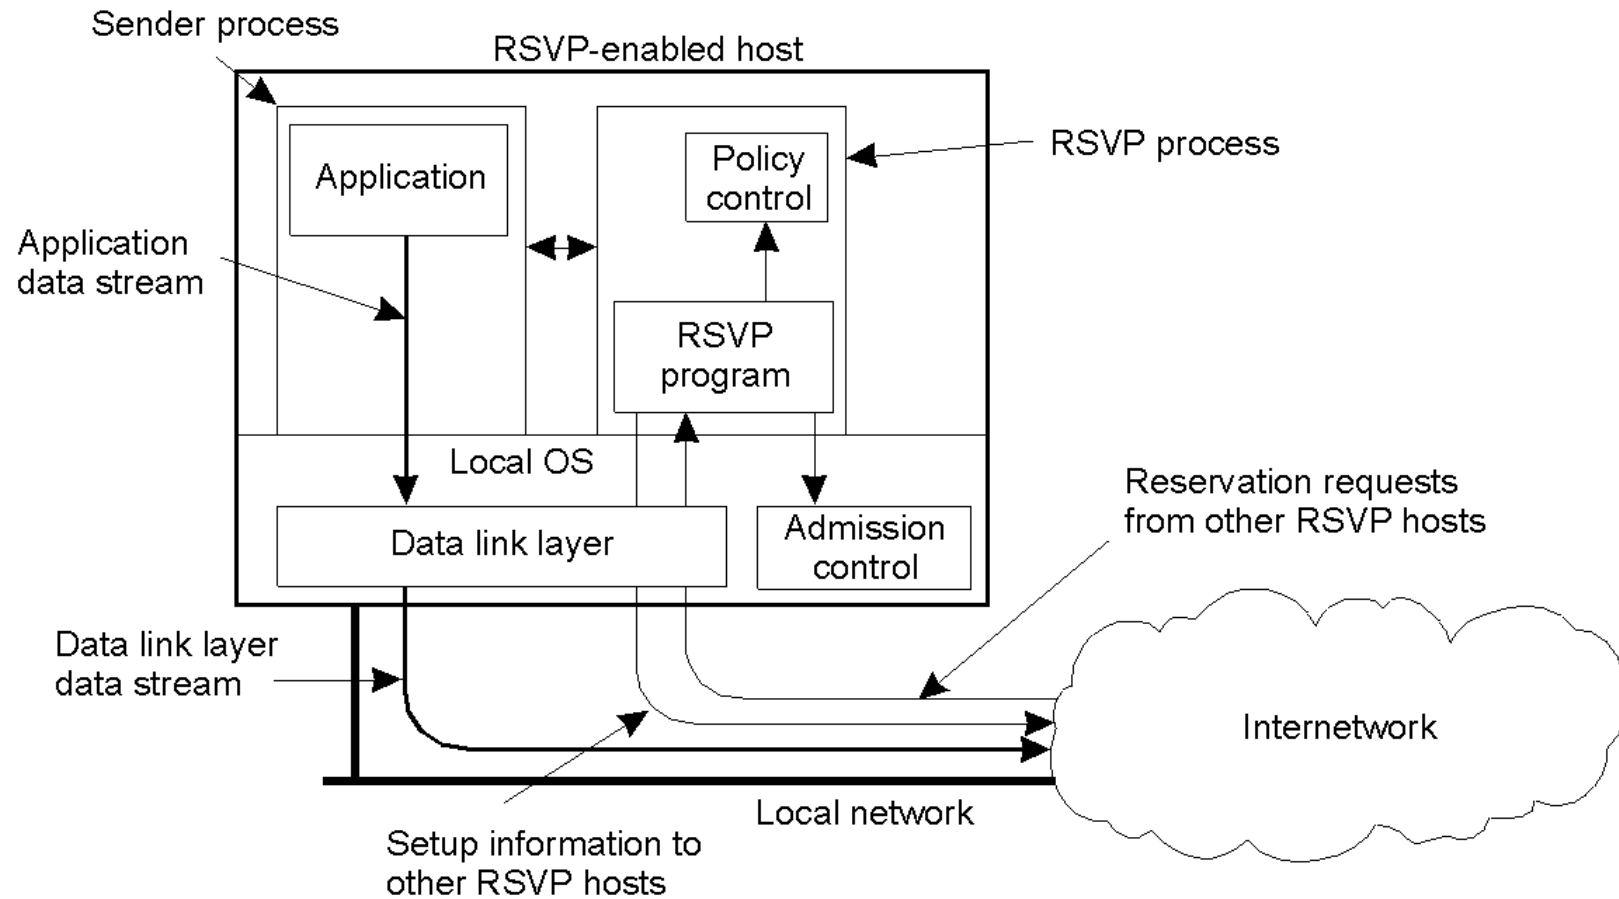 Sender process
RSVP-enabled host
Application
Policy
control
RSVP process
Application
data stream
RSVP
program
Local OS
Data link layer
Admission
control
Reservation requests
from other RSVP hosts
Data link layer
data stream
Internetwork
Local network
Setup information to
other RSVP hosts